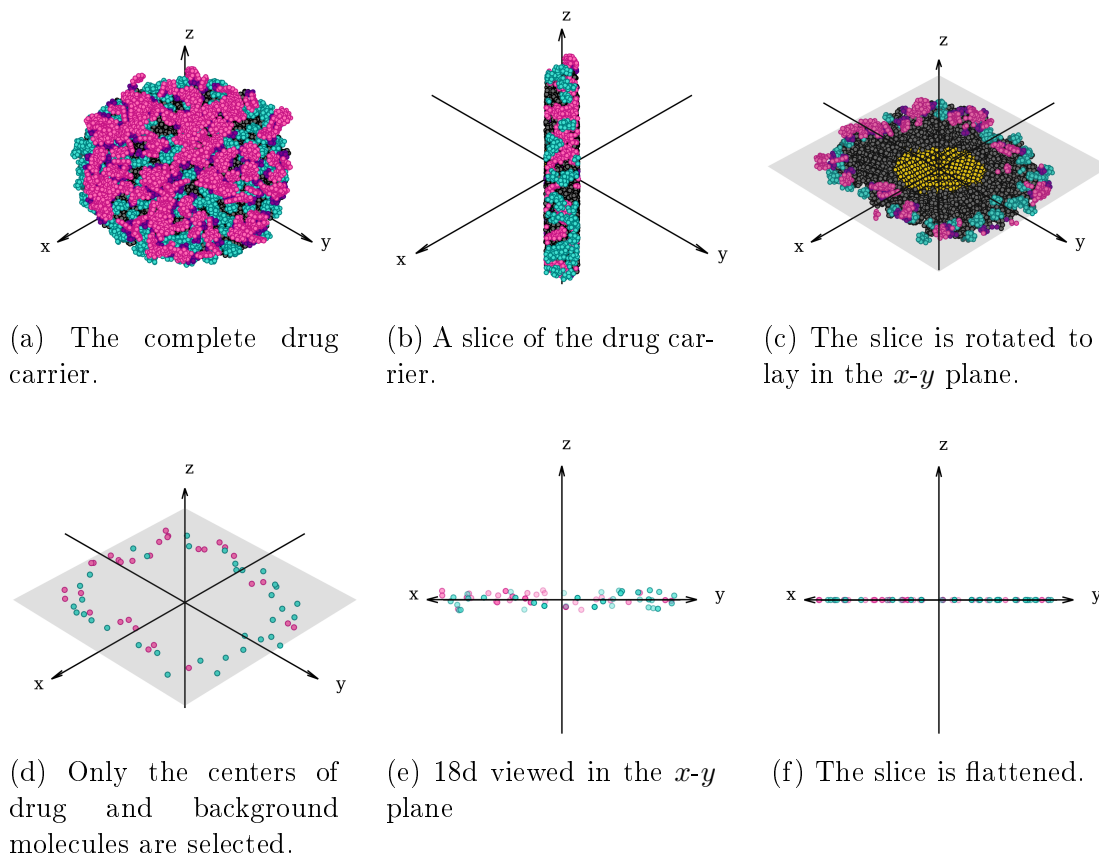 z
x
y
z
x
y
z
x
y
(a) The complete drug
carrier.
(b) A slice of the drug car-
rier.
(c) The slice is rotated to
lay in the x-y plane.
z
x
y
z
x
y
z
x
y
(d) Only the centers of
drug and background
molecules are selected.
(e) 18d viewed in the x-y
plane
(f) The slice is flattened.